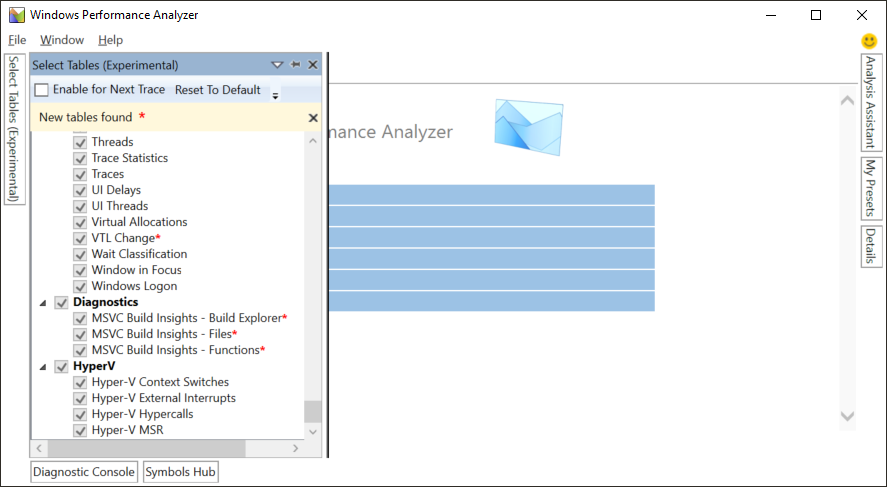 Windows Performance Analyzer
File Window Help
Select Tables (Experimental)
Select Tables (Experimental)
Enable for Next Trace Reset To Default
New tables found *
Threads
Trace Statistics
Traces
UI Delays
UI Threads
Virtual Allocations
VTL Change*
Wait Classification
Window in Focus
Windows Logon
Diagnostics
MSVC Build Insights - Build Explorer*
MSVC Build Insights - Files*
MSVC Build Insights - Functions*
HyperV
Hyper-V Context Switches
Hyper-V External Interrupts
Hyper-V Hypercalls
Hyper-V MSR
mance Analyzer
Analysis Assistant
My Presets
Details
Diagnostic Console Symbols Hub